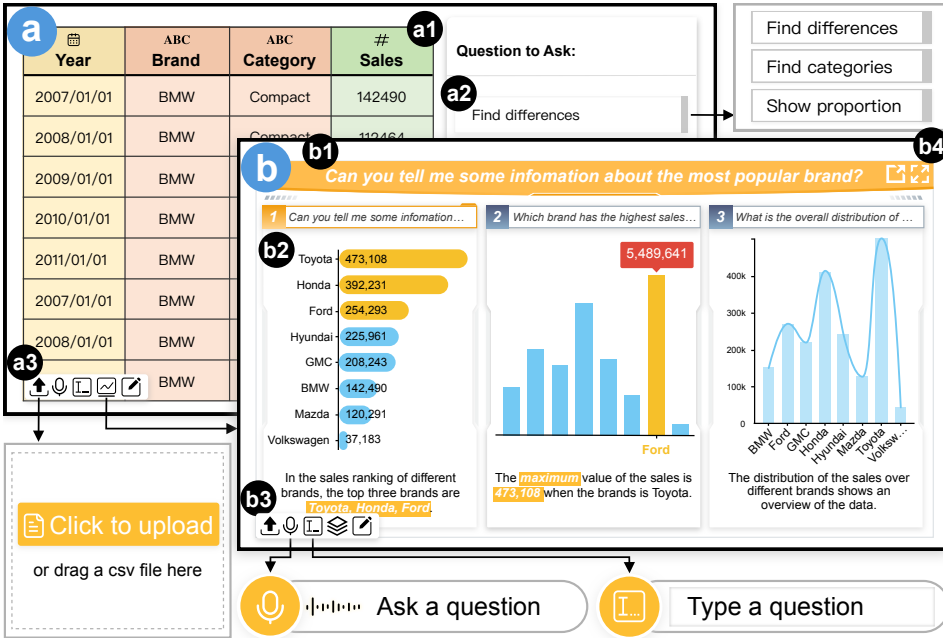 a
a1
ABC
ABC
#
Year
Brand
Category
Sales
2007/01/01
BMW
Compact
142490
2008/01/01
BMW
Compact
112464
2009/01/01
BMW
2010/01/01
BMW
2011/01/01
BMW
2007/01/01
BMW
2008/01/01
BMW
BMW
a3
Question to Ask:
a2
Find differences
Find differences
Find categories
Show proportion
b
b1
b4
Can you tell me some infomation about the most popular brand?
1 Can you tell me some infomation...
b2
Toyota 473,108
Honda 392,231
Ford 254,293
Hyundai 225,961
GMC 208,243
BMW 142,490
Mazda 120,291
Volkswagen 37,183
In the sales ranking of different
brands, the top three brands are
Toyota, Honda, Ford.
b3
2 Which brand has the highest sales...
5,489,641
Ford
The maximum value of the sales is
473,108 when the brands is Toyota.
3 What is the overall distribution of ...
400k
300k
200k
100k
0
BMW
Ford
GMC
Honda
Hyundai
Mazda
Toyota
Volksw...
The distribution of the sales over
different brands shows an
overview of the data.
Click to upload
or drag a csv file here
Ask a question
I...
Type a question